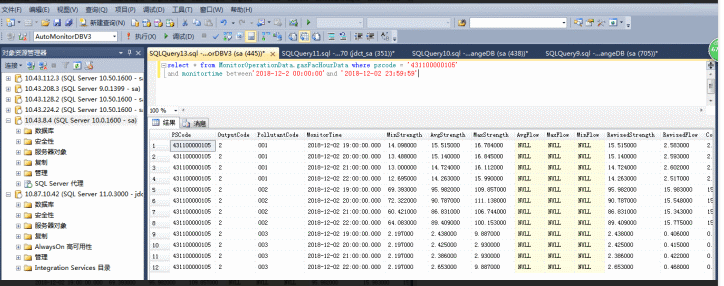 文件(F) 编辑(E) 视图(V) 查询(Q) 项目(P) 调试(D) 工具(T) 窗口(W) 帮助(H)
新建查询(N)
AutoMonitorDBV3 执行(X) 调试(D)
对象资源管理器
连接
10.43.112.3 (SQL Server 10.50.1600 - sa
10.43.208.3 (SQL Server 9.0.1399 - sa)
10.43.128.2 (SQL Server 10.50.1600 - sa
10.43.224.2 (SQL Server 10.50.1600 - sa
10.43.8.4 (SQL Server 10.0.1600 - sa)
数据库
安全性
服务器对象
复制
管理
SQL Server 代理
10.87.10.42 (SQL Server 11.0.3000 - jdc
数据库
安全性
服务器对象
复制
AlwaysOn 高可用性
管理
Integration Services 目录
SQLQuery13.sql -...orDBV3 (sa (445))* SQLQuery11.sql -...70 (jdct_sa (351))* SQLQuery10.sql -...angeDB (sa (438))* SQLQuery9.sql -...angeDB (sa (705))*
select * from MonitorOperationData.gasFacHourData where pscode = '431100000105'
and monitortime between'2018-12-2 00:00:00'and '2018-12-02 23:59:59'
100 %
结果 消息
PSCode OutputCode PollutantCode MonitorTime MinStrength AvgStrength MaxStrength AvgFlow MaxFlow MinFlow RevisedStrength RevisedFlow Co
1 431100000105 2 001 2018-12-02 19:00:00.000 14.098000 15.515000 16.784000 NULL NULL NULL 15.515000 2.583000
2 431100000105 2 001 2018-12-02 20:00:00.000 13.488000 15.140000 16.845000 NULL NULL NULL 15.140000 2.593000
3 431100000105 2 001 2018-12-02 21:00:00.000 13.000000 14.724000 16.112000 NULL NULL NULL 14.724000 2.602000
4 431100000105 2 001 2018-12-02 22:00:00.000 12.695000 14.263000 15.990000 NULL NULL NULL 14.263000 2.517000
5 431100000105 2 002 2018-12-02 19:00:00.000 69.393000 95.982000 109.857000 NULL NULL NULL 95.982000 15.983000
6 431100000105 2 002 2018-12-02 20:00:00.000 72.322000 90.787000 111.138000 NULL NULL NULL 90.787000 15.548000
7 431100000105 2 002 2018-12-02 21:00:00.000 60.421000 86.831000 106.744000 NULL NULL NULL 86.831000 15.343000
8 431100000105 2 002 2018-12-02 22:00:00.000 64.083000 89.409000 100.153000 NULL NULL NULL 89.409000 15.775000
9 431100000105 2 003 2018-12-02 19:00:00.000 2.197000 2.438000 9.887000 NULL NULL NULL 2.438000 0.406000
10 431100000105 2 003 2018-12-02 20:00:00.000 2.197000 2.425000 2.930000 NULL NULL NULL 2.425000 0.415000
11 431100000105 2 003 2018-12-02 21:00:00.000 2.197000 2.386000 2.930000 NULL NULL NULL 2.386000 0.422000
12 431100000105 2 003 2018-12-02 22:00:00.000 2.197000 2.653000 9.887000 NULL NULL NULL 2.653000 0.468000